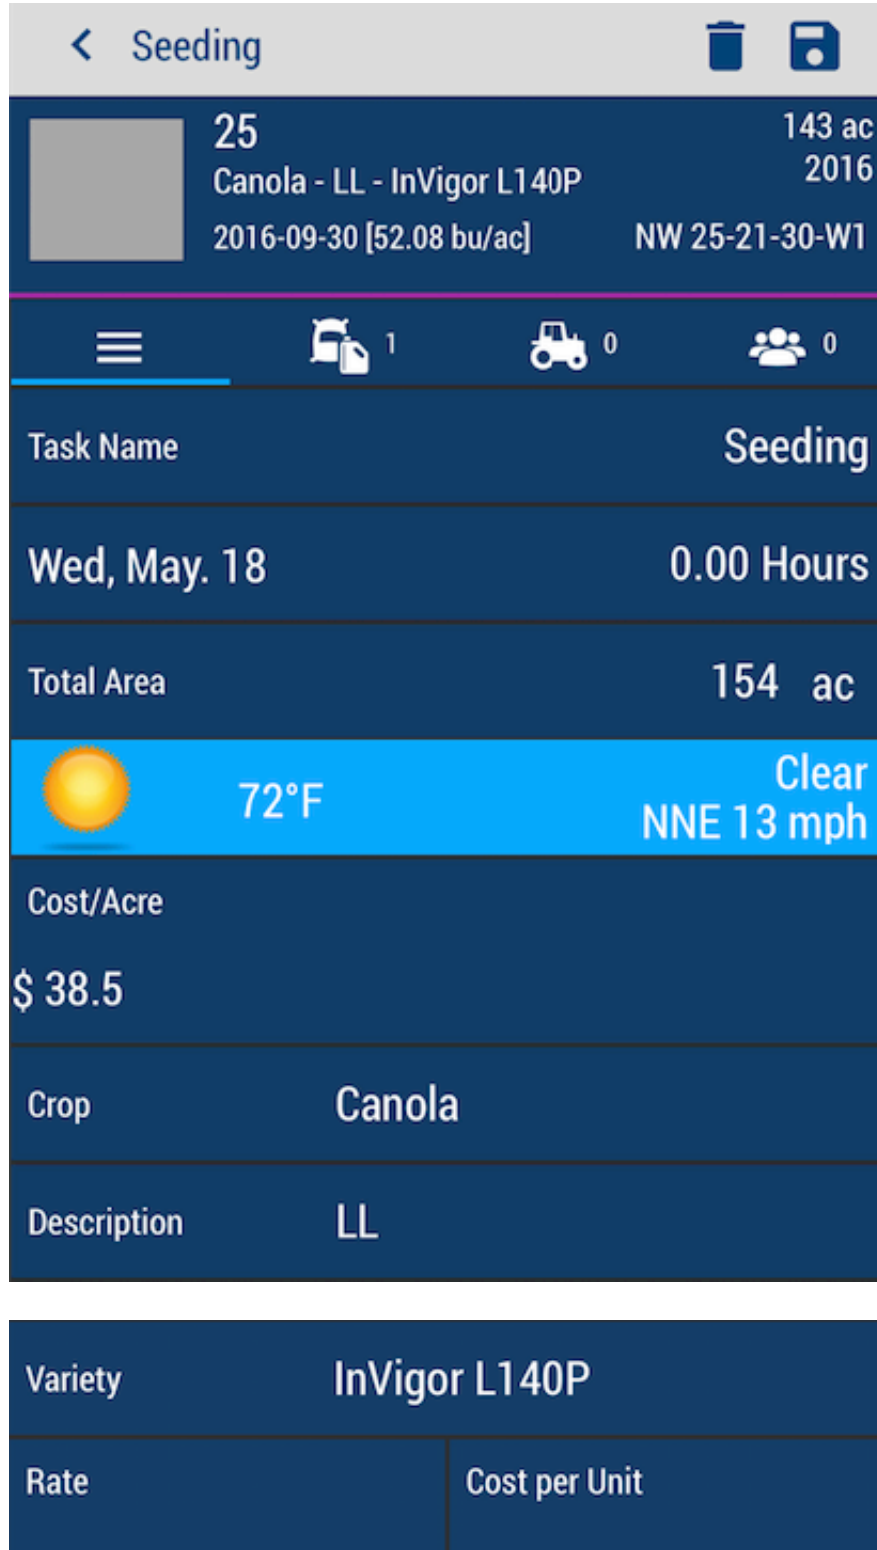 Seeding
25
143 ac
Canola - LL - InVigor L140P
2016
2016-09-30 [52.08 bu/ac]
NW 25-21-30-W1
1
0
0
Task Name
Seeding
Wed, May. 18
0.00 Hours
Total Area
154 ac
72°F
Clear
NNE 13 mph
Cost/Acre
$ 38.5
Crop
Canola
Description
LL
Variety
InVigor L140P
Rate
Cost per Unit